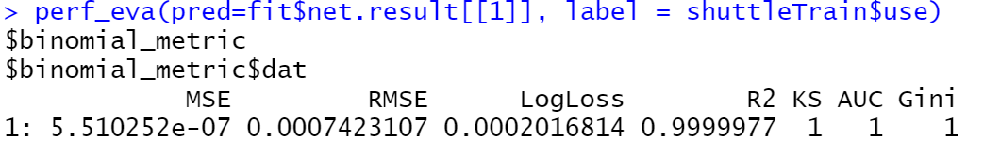 > perf_eva(pred=fit$net.result[[1]], label = shuttleTrain$use)
$binomial_metric
$binomial_metric$dat
MSE RMSE LogLoss R2 KS AUC Gini
1: 5.510252e-07 0.0007423107 0.0002016814 0.9999977 1 1 1